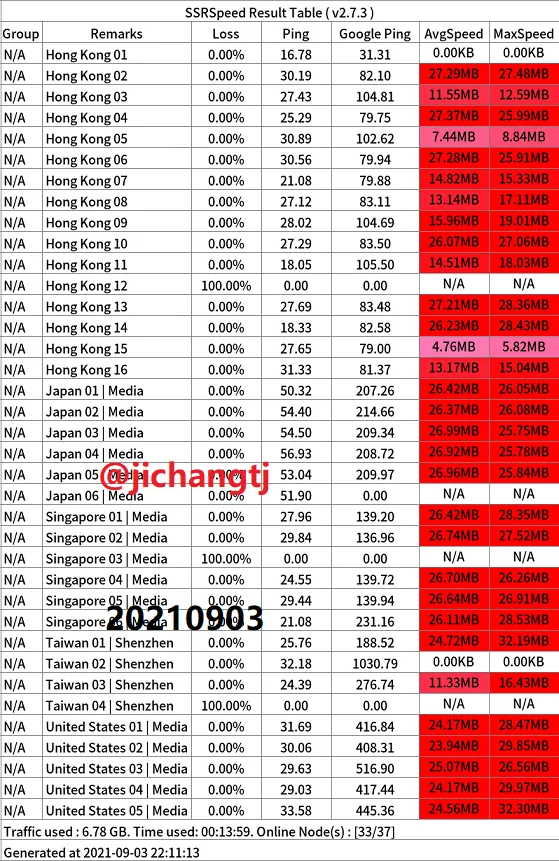 SSRSpeed Result Table ( v2.7.3 )
Group Remarks Loss Ping Google Ping AvgSpeed MaxSpeed
N/A Hong Kong 01 0.00% 16.78 31.31 0.00KB 0.00KB
N/A Hong Kong 02 0.00% 30.19 82.10 27.29MB 27.48MB
N/A Hong Kong 03 0.00% 27.43 104.81 11.55MB 12.59MB
N/A Hong Kong 04 0.00% 25.29 79.75 27.37MB 25.99MB
N/A Hong Kong 05 0.00% 30.89 102.62 7.44MB 8.84MB
N/A Hong Kong 06 0.00% 30.56 79.94 27.28MB 25.91MB
N/A Hong Kong 07 0.00% 21.08 79.88 14.82MB 15.33MB
N/A Hong Kong 08 0.00% 27.12 83.11 13.14MB 17.11MB
N/A Hong Kong 09 0.00% 28.02 104.69 15.96MB 19.01MB
N/A Hong Kong 10 0.00% 27.29 83.50 26.07MB 27.06MB
N/A Hong Kong 11 0.00% 18.05 105.50 14.51MB 18.03MB
N/A Hong Kong 12 100.00% 0.00 0.00 N/A N/A
N/A Hong Kong 13 0.00% 27.69 83.48 27.21MB 28.36MB
N/A Hong Kong 14 0.00% 18.33 82.58 26.23MB 28.43MB
N/A Hong Kong 15 0.00% 27.65 79.00 4.76MB 5.82MB
N/A Hong Kong 16 0.00% 31.33 81.37 13.17MB 15.04MB
N/A Japan 01 | Media 0.00% 50.32 207.26 26.42MB 26.05MB
N/A Japan 02 | Media 0.00% 54.40 214.66 26.37MB 26.08MB
N/A Japan 03 | Media 0.00% 54.50 209.34 26.99MB 25.75MB
N/A Japan 04 | Media 0.00% 56.93 208.72 26.92MB 25.78MB
N/A Japan 05 | Media 0.00% 53.04 209.97 26.96MB 25.84MB
@jichangtj
N/A Japan 06 | Media 0.00% 51.90 0.00 N/A N/A
N/A Singapore 01 | Media 0.00% 27.96 139.20 26.42MB 28.35MB
N/A Singapore 02 | Media 0.00% 29.84 136.96 26.74MB 27.52MB
N/A Singapore 03 | Media 100.00% 0.00 0.00 N/A N/A
N/A Singapore 04 | Media 0.00% 24.55 139.72 26.70MB 26.26MB
N/A Singapore 05 | Media 0.00% 29.44 139.94 26.64MB 26.91MB
N/A Singapore 06 | Media 0.00% 21.08 231.16 26.11MB 28.53MB
20210903
N/A Taiwan 01 | Shenzhen 0.00% 25.76 188.52 24.72MB 32.19MB
N/A Taiwan 02 | Shenzhen 0.00% 32.18 1030.79 0.00KB 0.00KB
N/A Taiwan 03 | Shenzhen 0.00% 24.39 276.74 11.33MB 16.43MB
N/A Taiwan 04 | Shenzhen 100.00% 0.00 0.00 N/A N/A
N/A United States 01 | Media 0.00% 31.69 416.84 24.17MB 28.47MB
N/A United States 02 | Media 0.00% 30.06 408.31 23.94MB 29.85MB
N/A United States 03 | Media 0.00% 29.63 516.90 25.07MB 26.56MB
N/A United States 04 | Media 0.00% 29.03 417.44 24.17MB 29.97MB
N/A United States 05 | Media 0.00% 33.58 445.36 24.56MB 32.30MB
Traffic used : 6.78 GB. Time used: 00:13:59. Online Node(s) : [33/37]
Generated at 2021-09-03 22:11:13